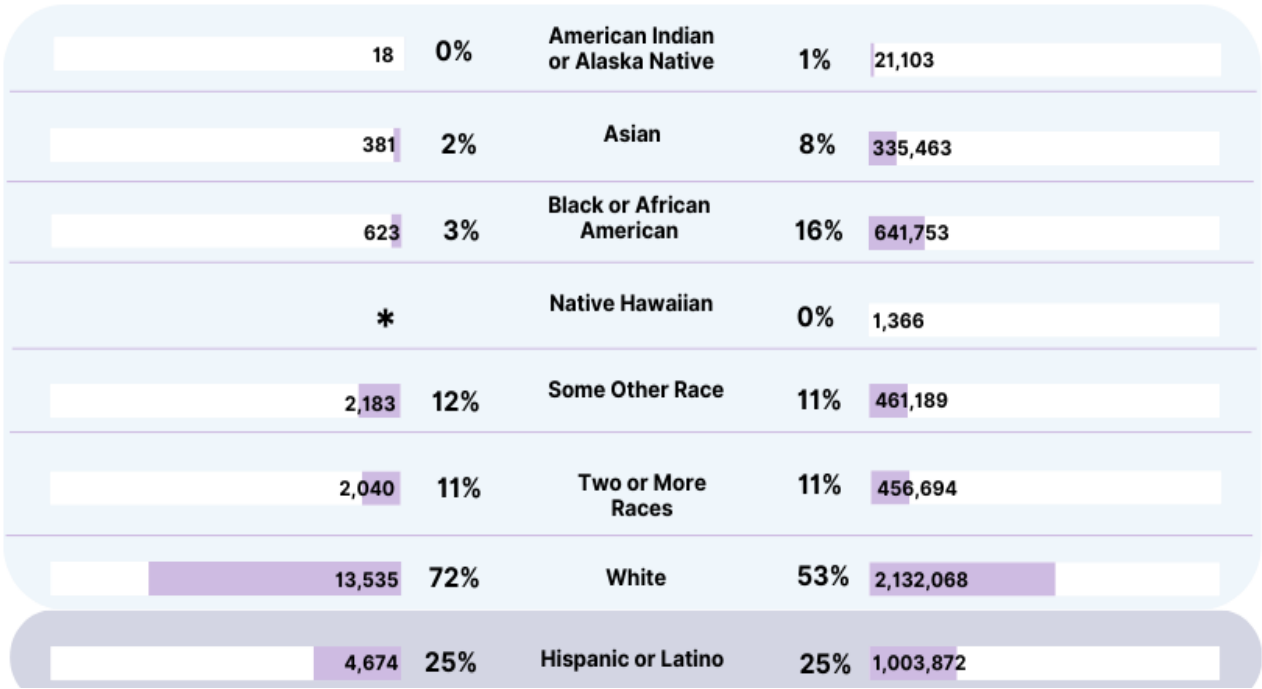 American Indian
18 0% or Alaska Native 1% 21,103
381 2% Asian 8% 335,463
Black or African
623 3% American 16% 641,753
* Native Hawaiian 0% 1,366
2,183 12% Some Other Race 11% 461,189
2,040 11% Two or More 11% 456,694
Races
13,535 72% White 53% 2,132,068
4,674 25% Hispanic or Latino 25% 1,003,872